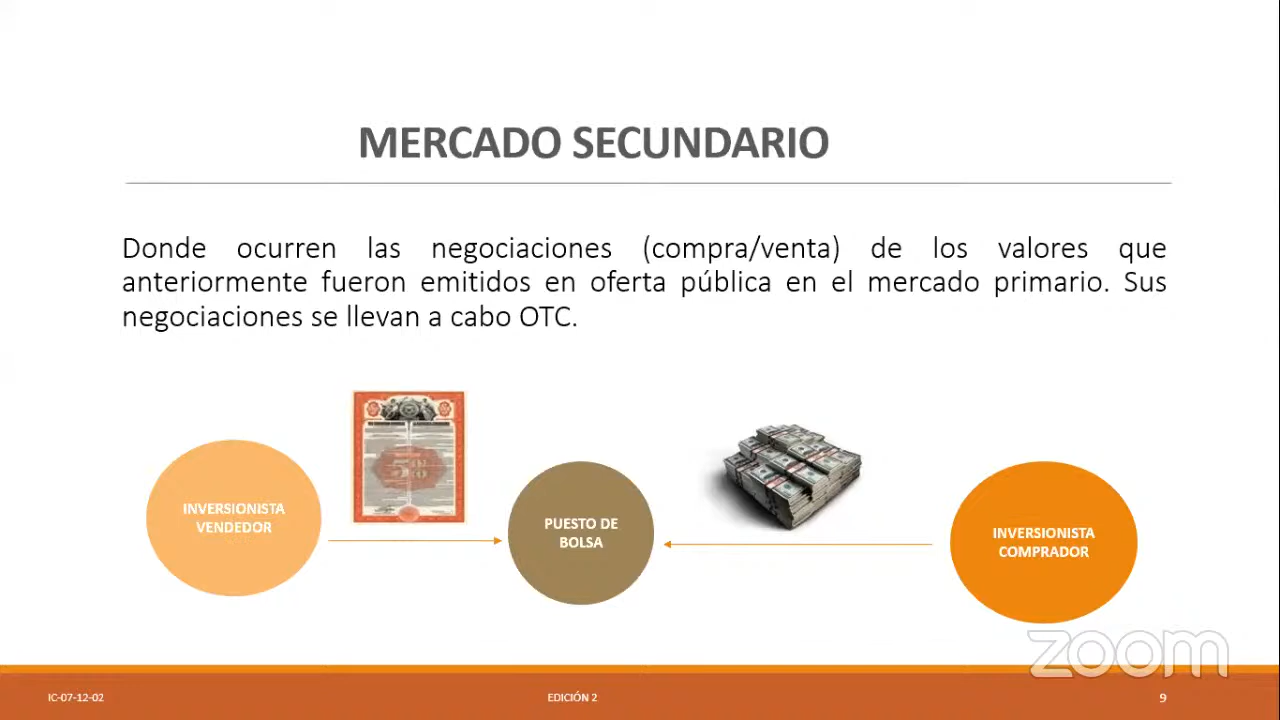 MERCADO SECUNDARIO
Donde ocurren las negociaciones (compra/venta) de los valores que
anteriormente fueron emitidos en oferta pública en el mercado primario. Sus
negociaciones se llevan a cabo OTC.
INVERSIONISTA
VENDEDOR
PUESTO DE
BOLSA
INVERSIONISTA
COMPRADOR
zoom
IC-07-12-02
EDICIÓN 2
9